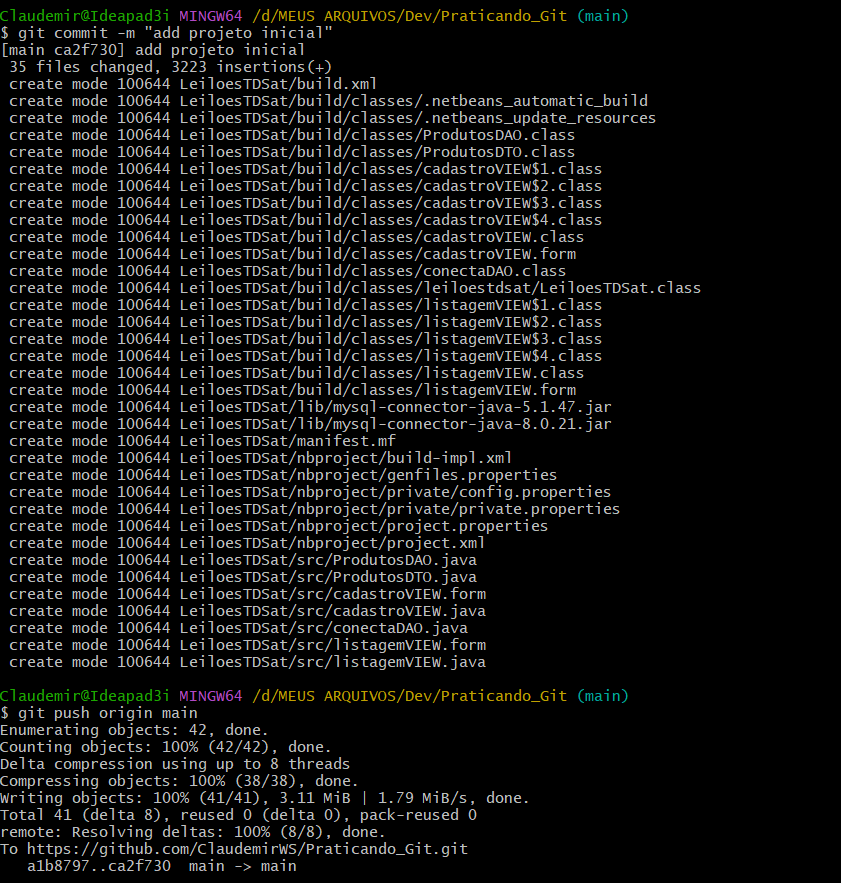 Claudemir@Ideapad3i MINGW64 /d/MEUS ARQUIVOS/Dev/Praticando_Git (main)
$ git commit -m "add projeto inicial"
[main ca2f730] add projeto inicial
 35 files changed, 3223 insertions(+)
 create mode 100644 LeiloesTDSat/build.xml
 create mode 100644 LeiloesTDSat/build/classes/.netbeans_automatic_build
 create mode 100644 LeiloesTDSat/build/classes/.netbeans_update_resources
 create mode 100644 LeiloesTDSat/build/classes/ProdutosDAO.class
 create mode 100644 LeiloesTDSat/build/classes/ProdutosDTO.class
 create mode 100644 LeiloesTDSat/build/classes/cadastroVIEW$1.class
 create mode 100644 LeiloesTDSat/build/classes/cadastroVIEW$2.class
 create mode 100644 LeiloesTDSat/build/classes/cadastroVIEW$3.class
 create mode 100644 LeiloesTDSat/build/classes/cadastroVIEW$4.class
 create mode 100644 LeiloesTDSat/build/classes/cadastroVIEW.class
 create mode 100644 LeiloesTDSat/build/classes/cadastroVIEW.form
 create mode 100644 LeiloesTDSat/build/classes/conectaDAO.class
 create mode 100644 LeiloesTDSat/build/classes/leiloestdsat/LeiloesTDSat.class
 create mode 100644 LeiloesTDSat/build/classes/listagemVIEW$1.class
 create mode 100644 LeiloesTDSat/build/classes/listagemVIEW$2.class
 create mode 100644 LeiloesTDSat/build/classes/listagemVIEW$3.class
 create mode 100644 LeiloesTDSat/build/classes/listagemVIEW$4.class
 create mode 100644 LeiloesTDSat/build/classes/listagemVIEW.class
 create mode 100644 LeiloesTDSat/build/classes/listagemVIEW.form
 create mode 100644 LeiloesTDSat/lib/mysql-connector-java-5.1.47.jar
 create mode 100644 LeiloesTDSat/lib/mysql-connector-java-8.0.21.jar
 create mode 100644 LeiloesTDSat/manifest.mf
 create mode 100644 LeiloesTDSat/nbproject/build-impl.xml
 create mode 100644 LeiloesTDSat/nbproject/genfiles.properties
 create mode 100644 LeiloesTDSat/nbproject/private/config.properties
 create mode 100644 LeiloesTDSat/nbproject/private/private.properties
 create mode 100644 LeiloesTDSat/nbproject/project.properties
 create mode 100644 LeiloesTDSat/nbproject/project.xml
 create mode 100644 LeiloesTDSat/src/ProdutosDAO.java
 create mode 100644 LeiloesTDSat/src/ProdutosDTO.java
 create mode 100644 LeiloesTDSat/src/cadastroVIEW.form
 create mode 100644 LeiloesTDSat/src/cadastroVIEW.java
 create mode 100644 LeiloesTDSat/src/conectaDAO.java
 create mode 100644 LeiloesTDSat/src/listagemVIEW.form
 create mode 100644 LeiloesTDSat/src/listagemVIEW.java
Claudemir@Ideapad3i MINGW64 /d/MEUS ARQUIVOS/Dev/Praticando_Git (main)
$ git push origin main
Enumerating objects: 42, done.
Counting objects: 100% (42/42), done.
Delta compression using up to 8 threads
Compressing objects: 100% (38/38), done.
Writing objects: 100% (41/41), 3.11 MiB | 1.79 MiB/s, done.
Total 41 (delta 8), reused 0 (delta 0), pack-reused 0
remote: Resolving deltas: 100% (8/8), done.
To https://github.com/ClaudemirWS/Praticando_Git.git
   a1b8797..ca2f730  main -> main